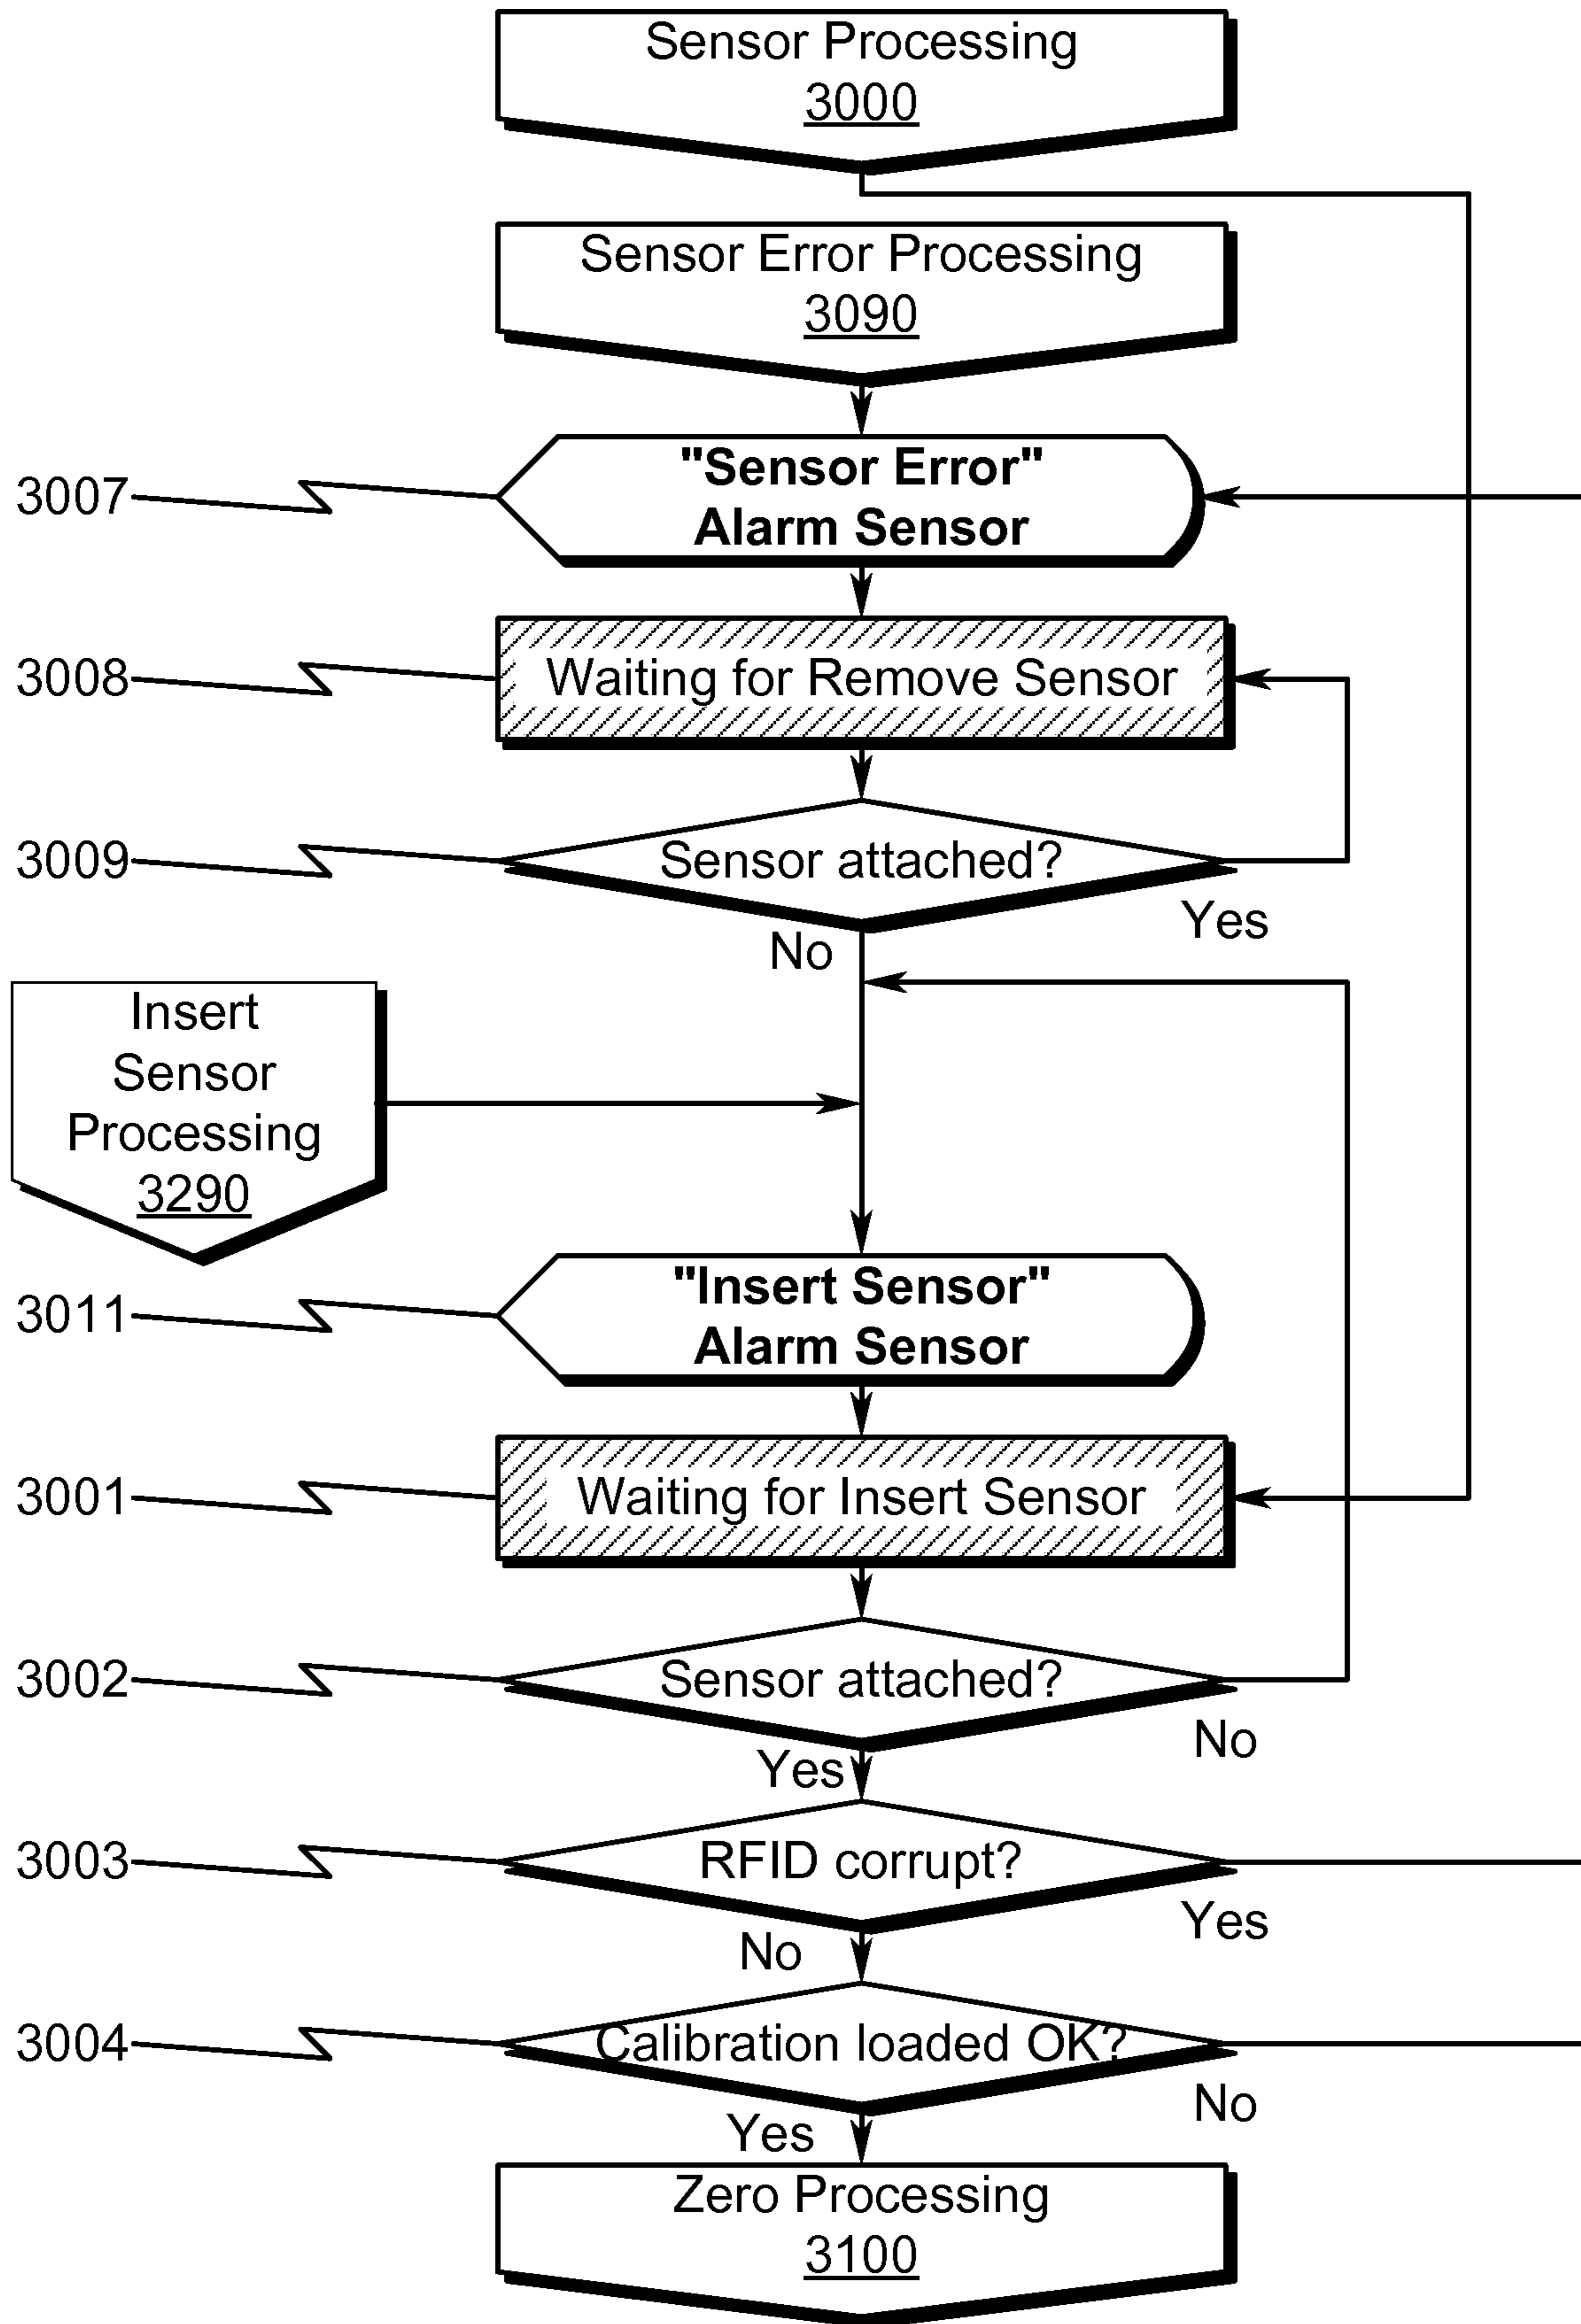 Sensor Processing
3000
Sensor Error Processing
3090
3007
"Sensor Error"
Alarm Sensor
3008
Waiting for Remove Sensor
3009
Sensor attached?
Yes
No
Insert
Sensor
Processing
3290
3011
"Insert Sensor"
Alarm Sensor
3001
Waiting for Insert Sensor
3002
Sensor attached?
No
Yes
3003
RFID corrupt?
Yes
No
3004
Calibration loaded OK?
No
Yes
Zero Processing
3100